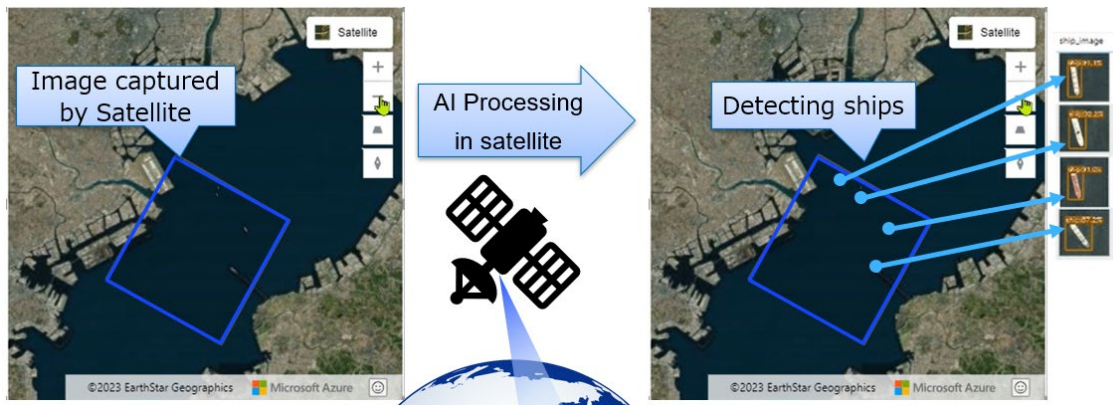 Satellite
Image captured
by Satellite
©2023 EarthStar Geographics
Microsoft Azure
AI Processing
in satellite
Satellite
Detecting ships
©2023 EarthStar Geographics
Microsoft Azure
ship_image